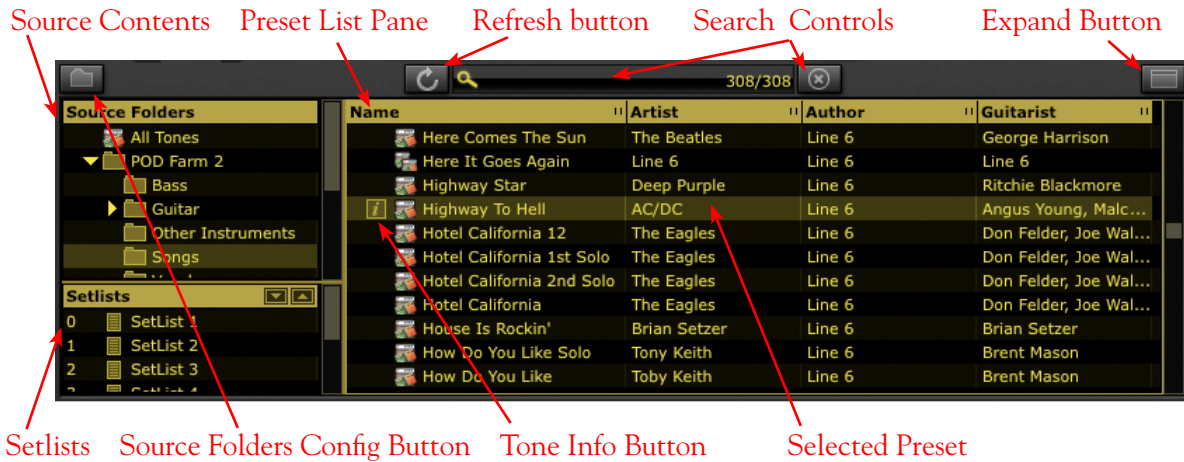 Source Contents Preset List Pane Refresh button Search Controls Expand Button
308/308
Source Folders
All Tones
POD Farm 2
Bass
Guitar
Other Instruments
Songs
Setlists
0 SetList 1
1 SetList 2
2 SetList 3
Name Artist Author Guitarist
Here Comes The Sun The Beatles Line 6 George Harrison
Here It Goes Again Line 6 Line 6 Line 6
Highway Star Deep Purple Line 6 Ritchie Blackmore
i Highway To Hell AC/DC Line 6 Angus Young, Malc...
Hotel California 12 The Eagles Line 6 Don Felder, Joe Wal...
Hotel California 1st Solo The Eagles Line 6 Don Felder, Joe Wal...
Hotel California 2nd Solo The Eagles Line 6 Don Felder, Joe Wal...
Hotel California The Eagles Line 6 Don Felder, Joe Wal...
House Is Rockin' Brian Setzer Line 6 Brian Setzer
How Do You Like Solo Tony Keith Line 6 Brent Mason
How Do You Like Toby Keith Line 6 Brent Mason
Setlists Source Folders Config Button Tone Info Button Selected Preset